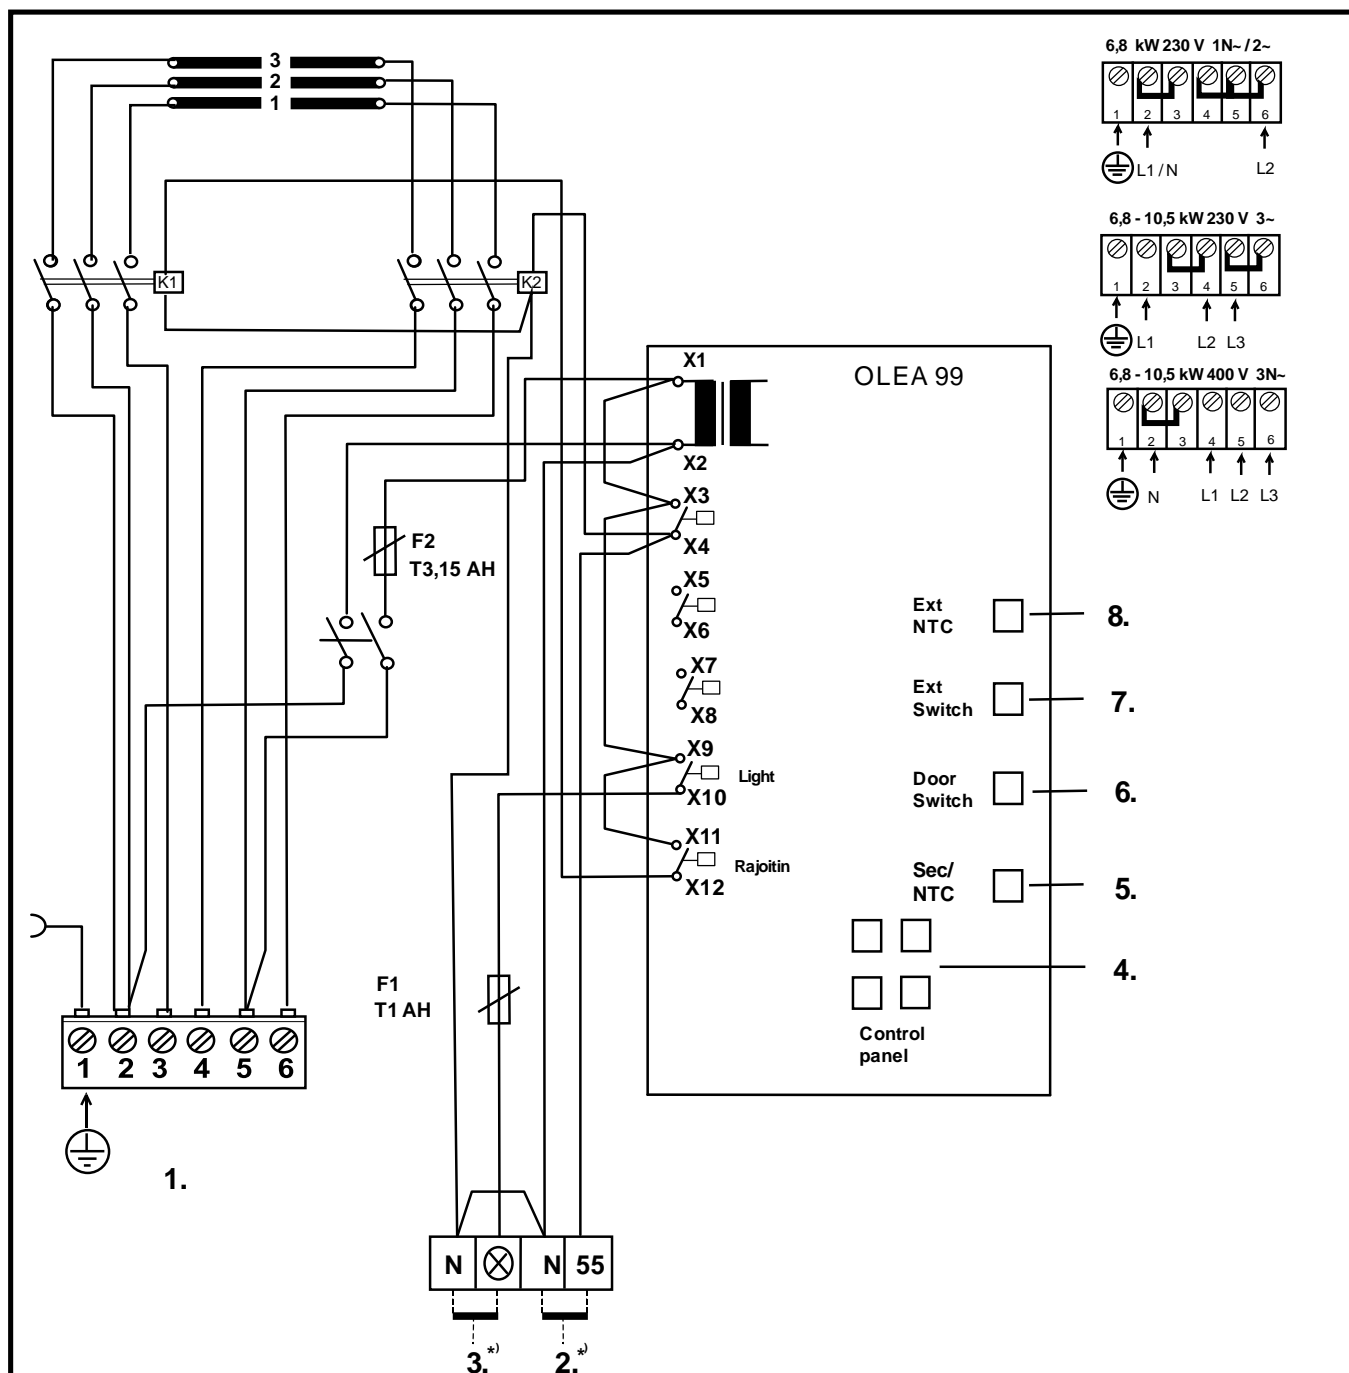 3
2
1
K1
K2
6,8 kW 230 V 1N~ / 2~
1 2 3 4 5 6
L1 / N L2
6,8 - 10,5 kW 230 V 3~
1 2 3 4 5 6
L1 L2 L3
6,8 - 10,5 kW 400 V 3N~
1 2 3 4 5 6
N L1 L2 L3
OLEA 99
X1
X2
X3
X4
X5
X6
X7
X8
X9
X10
Light
X11
X12
Rajoitin
F2
T3,15 AH
Ext
NTC
8.
Ext
Switch
7.
Door
Switch
6.
Sec/
NTC
5.
4.
Control
panel
F1
T1 AH
1 2 3 4 5 6
1.
N N 55
3.*) 2.*)